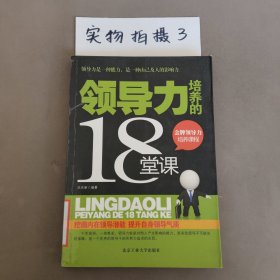 实物拍摄3
领导力是一种能力，是一种由己及人的影响力
领导力
培养的
18
堂课
金牌领导力
培养课程
LINGDAOLI
PEIYANG DE 18 TANG KE
挖掘内在领导潜能 提升自身领导气质
北京工业大学出版社